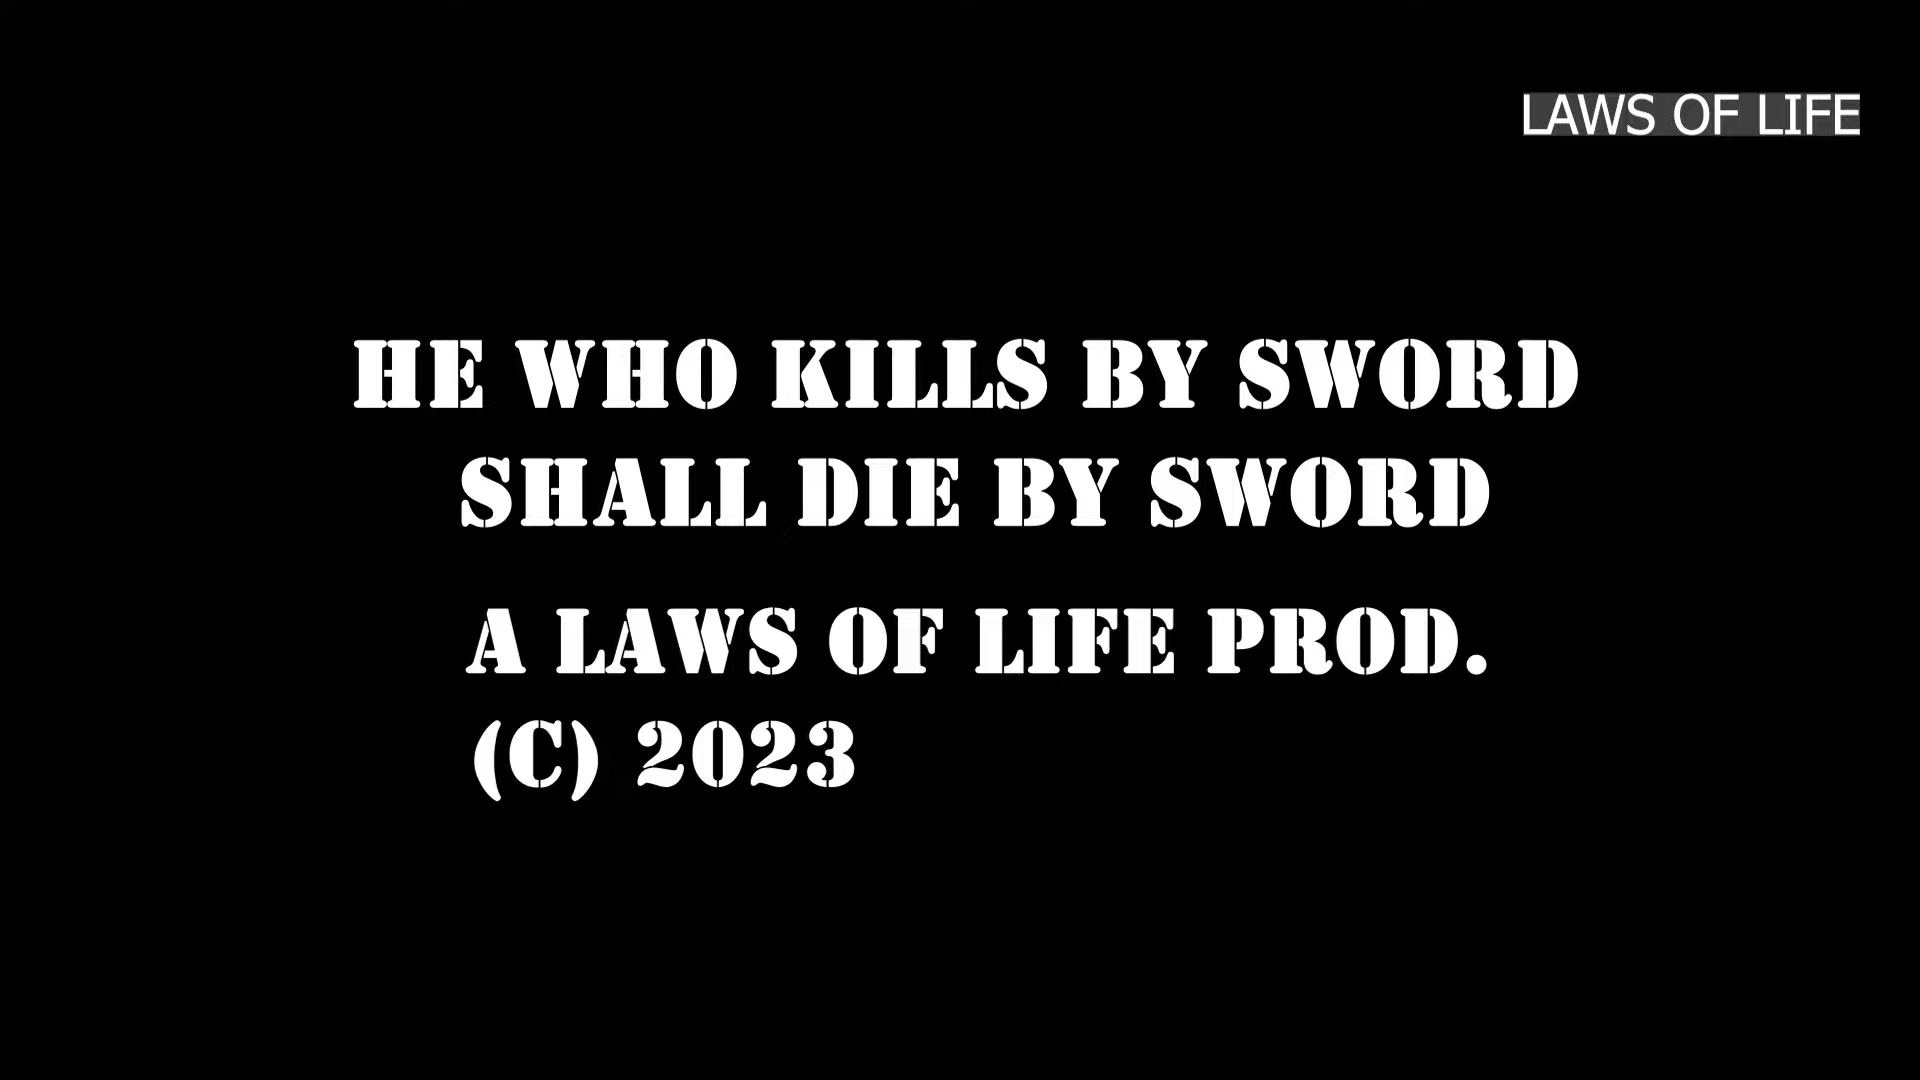 LAWS OF LIFE
HE WHO KILLS BY SWORD
SHALL DIE BY SWORD
A LAWS OF LIFE PROD.
(C) 2023